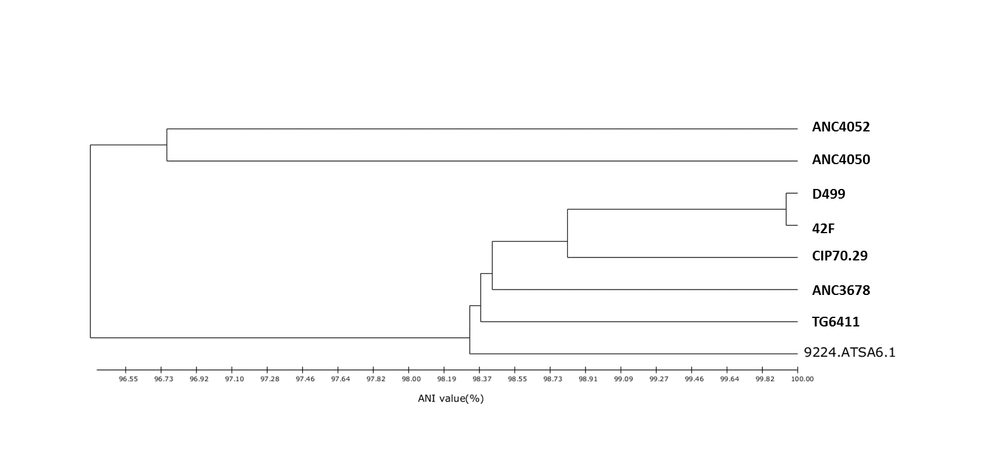 ANC4052
ANC4050
D499
42F
CIP70.29
ANC3678
TG6411
9224.ATSA6.1
96.55 96.73 96.92 97.10 97.28 97.46 97.64 97.82 98.00 98.19 98.37 98.55 98.73 98.91 99.09 99.27 99.46 99.64 99.82 100.00
ANI value(%)